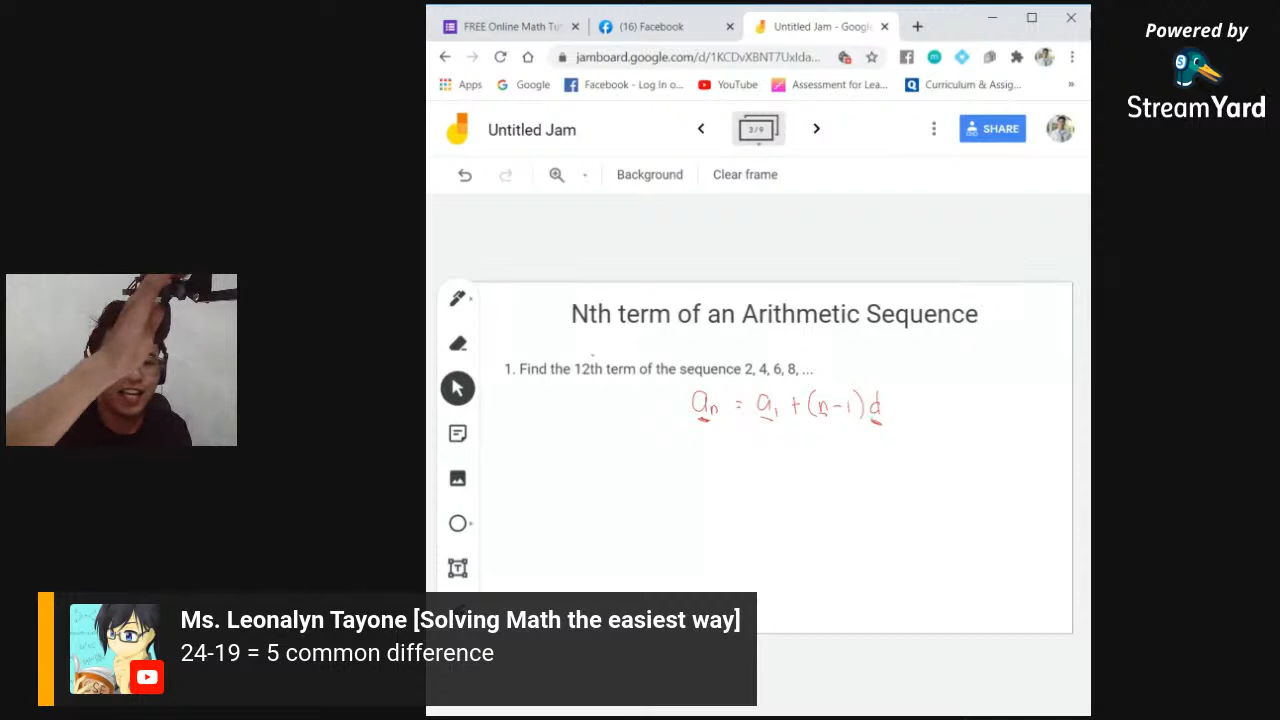 Powered by
StreamYard
FREE Online Math Tu
(16) Facebook
Untitled Jam - Google
jamboard.google.com/d/1KCDvXBNT7UxIda...
Apps
Google
Facebook - Log In o...
YouTube
Assessment for Lea...
Curriculum & Assig...
»
Untitled Jam
3/9
SHARE
Background
Clear frame
Nth term of an Arithmetic Sequence
1. Find the 12th term of the sequence 2, 4, 6, 8, ...
aₙ = a₁ + (n-1)d
Ms. Leonalyn Tayone [Solving Math the easiest way]
24-19 = 5 common difference